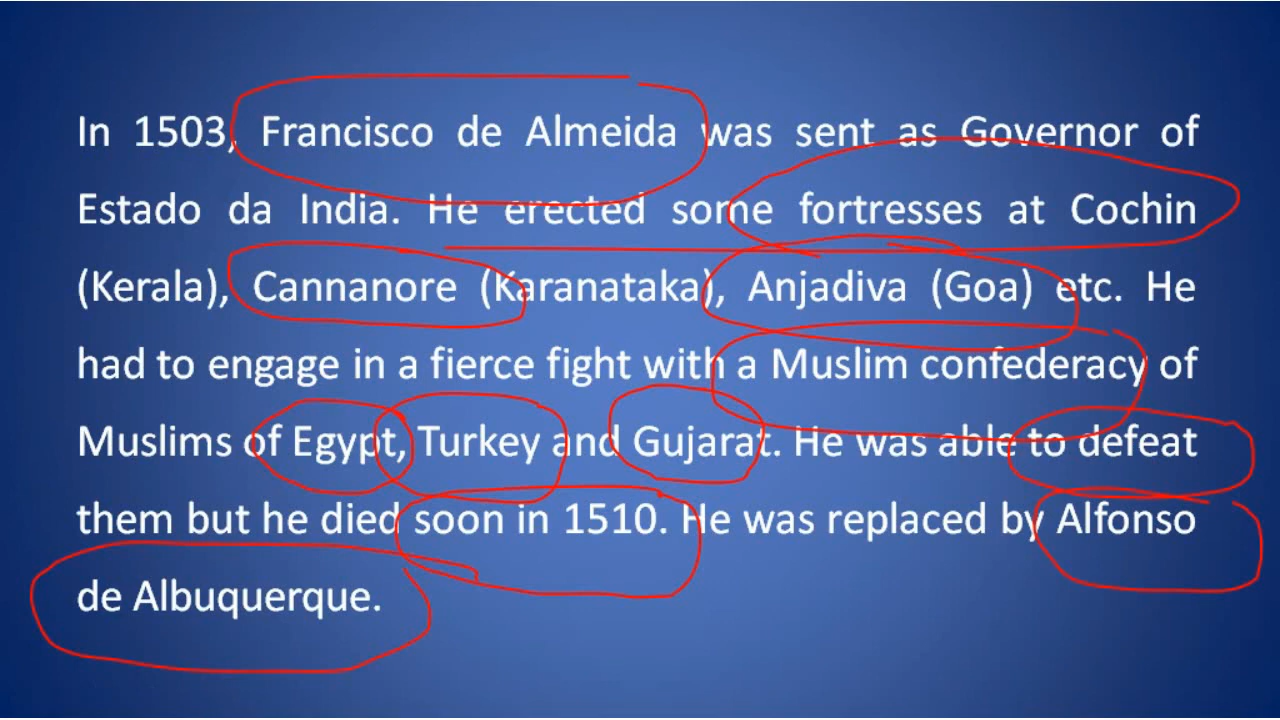 In 1503, Francisco de Almeida was sent as Governor of
Estado da India. He erected some fortresses at Cochin
(Kerala), Cannanore (Karanataka), Anjadiva (Goa) etc. He
had to engage in a fierce fight with a Muslim confederacy of
Muslims of Egypt, Turkey and Gujarat. He was able to defeat
them but he died soon in 1510. He was replaced by Alfonso
de Albuquerque.